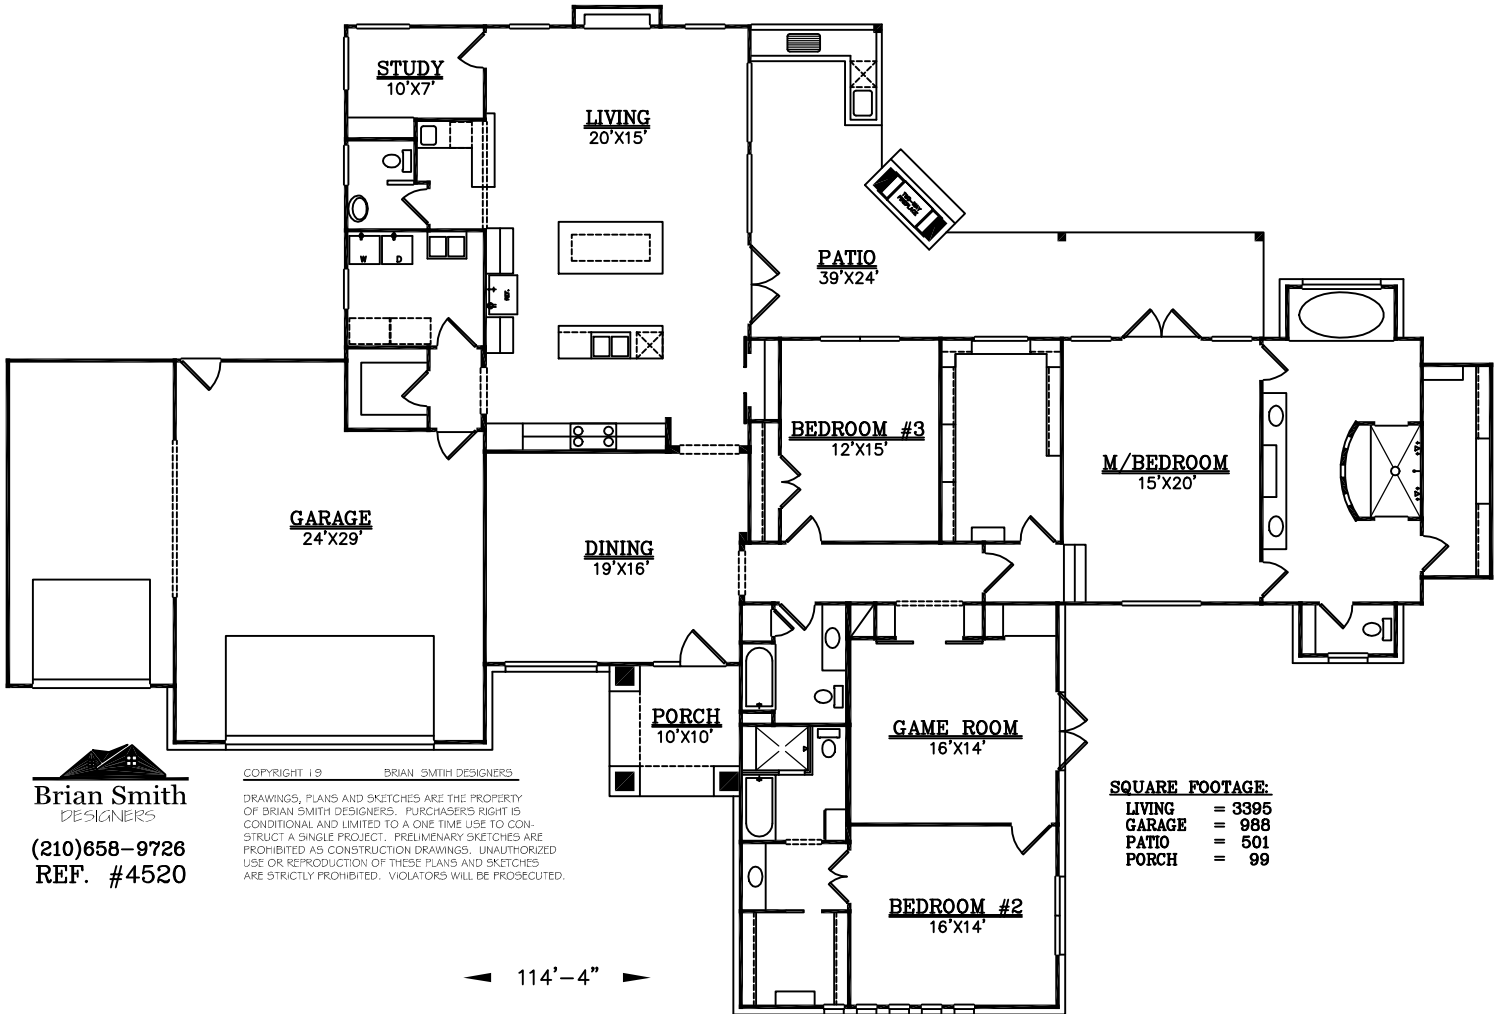 STUDY
10'X7'
LIVING
20'X15'
PATIO
39'X24'
TWO-WAY
FIREPLACE
W
D
REF.
BEDROOM #3
12'X15'
M/BEDROOM
15'X20'
GARAGE
24'X29'
DINING
19'X16'
PORCH
10'X10'
GAME ROOM
16'X14'
BEDROOM #2
16'X14'
Brian Smith
DESIGNERS
(210)658-9726
REF. #4520
COPYRIGHT 19 BRIAN SMITH DESIGNERS
DRAWINGS, PLANS AND SKETCHES ARE THE PROPERTY
OF BRIAN SMITH DESIGNERS. PURCHASERS RIGHT IS
CONDITIONAL AND LIMITED TO A ONE TIME USE TO CON-
STRUCT A SINGLE PROJECT. PRELIMENARY SKETCHES ARE
PROHIBITED AS CONSTRUCTION DRAWINGS. UNAUTHORIZED
USE OR REPRODUCTION OF THESE PLANS AND SKETCHES
ARE STRICTLY PROHIBITED. VIOLATORS WILL BE PROSECUTED.
SQUARE FOOTAGE:
LIVING = 3395
GARAGE = 988
PATIO = 501
PORCH = 99
114'-4"